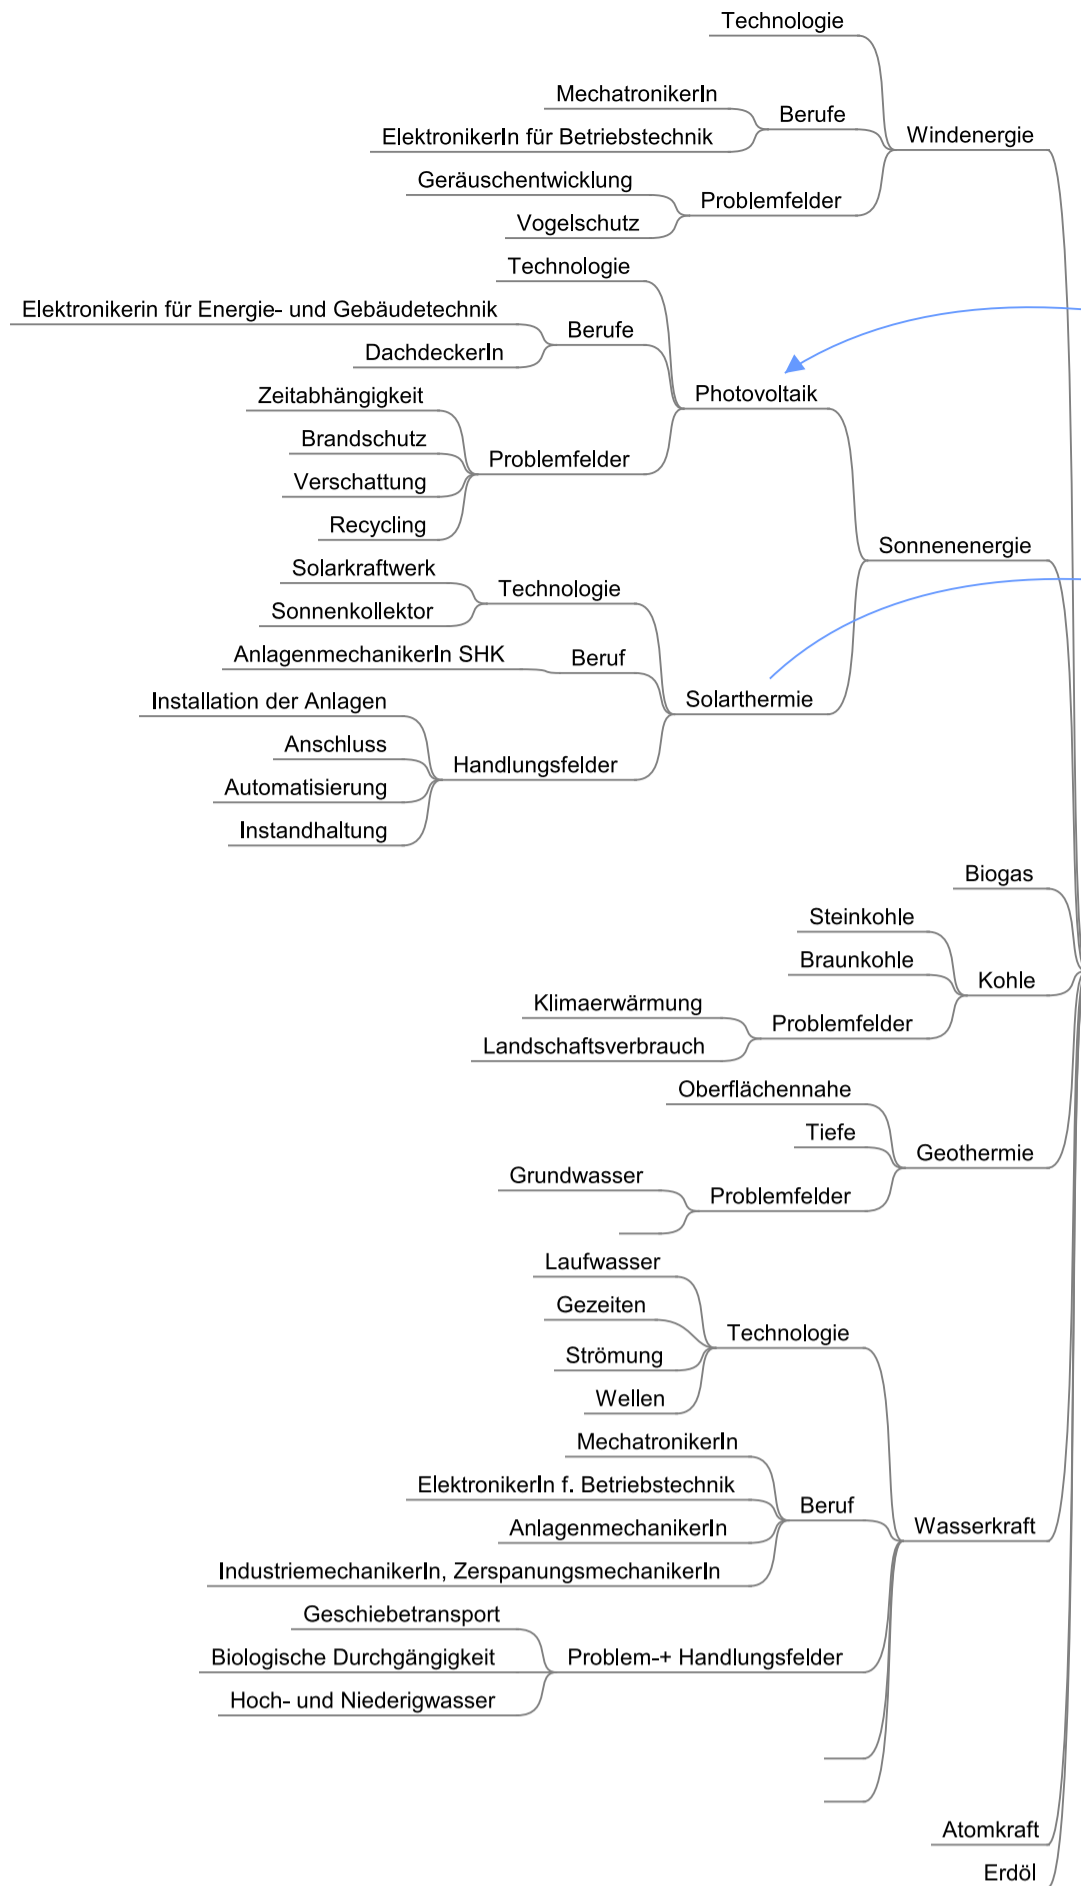 Technologie
MechatronikerIn
Berufe
ElektronikerIn für Betriebstechnik
Windenergie
Geräuschentwicklung
Problemfelder
Vogelschutz
Technologie
Elektronikerin für Energie- und Gebäudetechnik
Berufe
DachdeckerIn
Photovoltaik
Zeitabhängigkeit
Brandschutz
Problemfelder
Verschattung
Recycling
Sonnenenergie
Solarkraftwerk
Technologie
Sonnenkollektor
AnlagenmechanikerIn SHK
Beruf
Solarthermie
Installation der Anlagen
Anschluss
Handlungsfelder
Automatisierung
Instandhaltung
Biogas
Steinkohle
Braunkohle
Kohle
Klimaerwärmung
Problemfelder
Landschaftsverbrauch
Oberflächennahe
Tiefe
Geothermie
Grundwasser
Problemfelder
Laufwasser
Gezeiten
Technologie
Strömung
Wellen
MechatronikerIn
ElektronikerIn f. Betriebstechnik
Beruf
AnlagenmechanikerIn
Wasserkraft
IndustriemechanikerIn, ZerspanungsmechanikerIn
Geschiebetransport
Biologische Durchgängigkeit
Problem-+ Handlungsfelder
Hoch- und Niederigwasser
Atomkraft
Erdöl